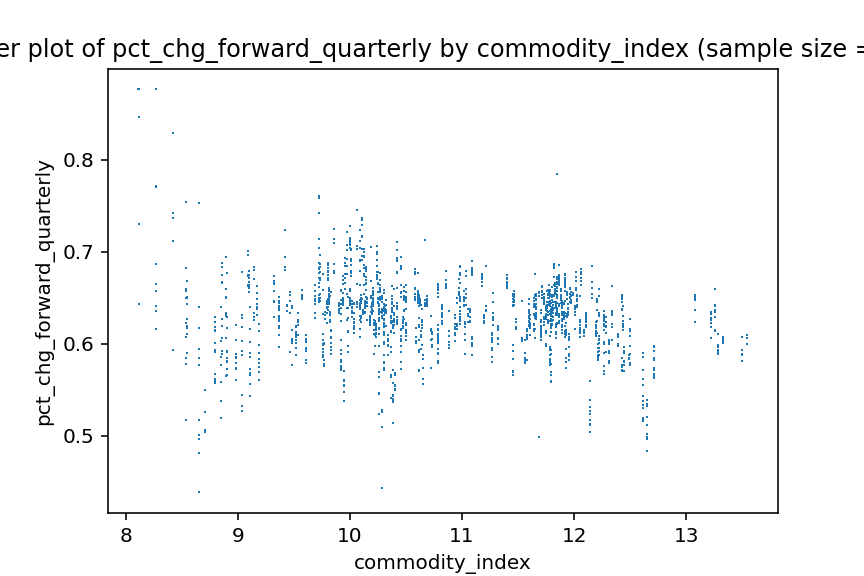 plot of pct_chg_forward_quarterly by commodity_index (sample size =
pct_chg_forward_quarterly
0.8
0.7
0.6
0.5
8 9 10 11 12 13
commodity_index